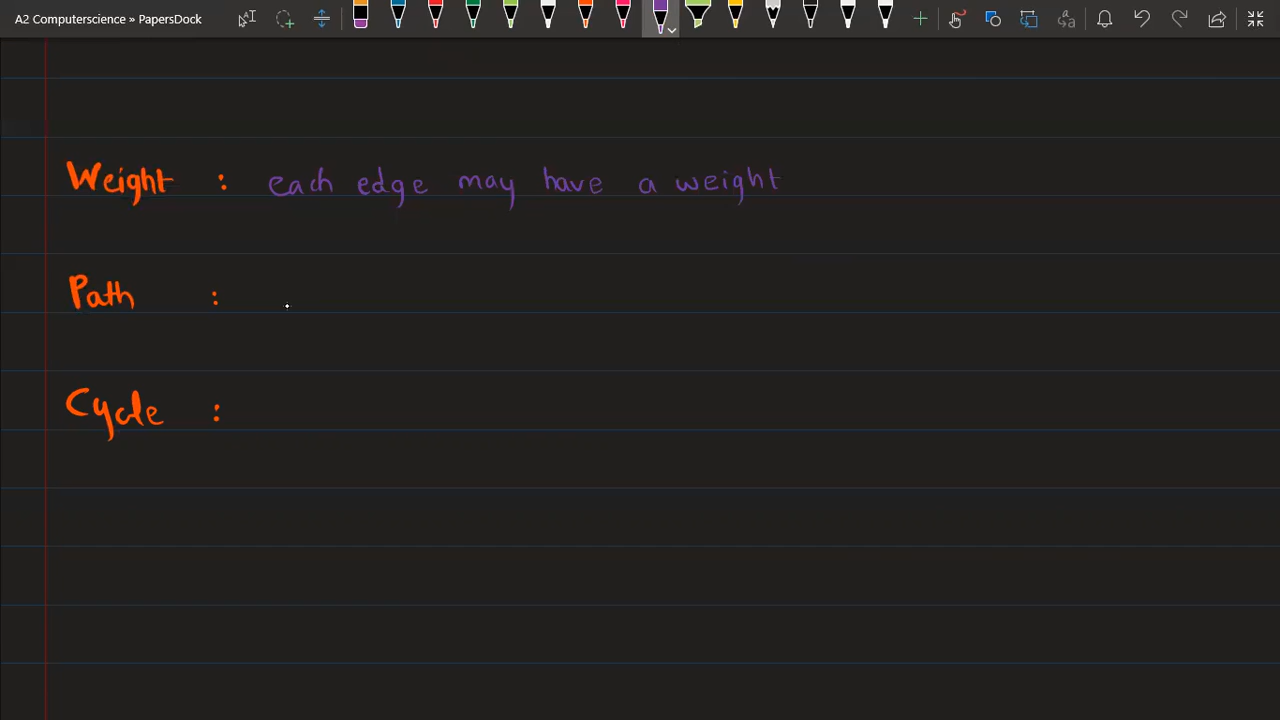 A2 Computerscience » PapersDock
Weight : each edge may have a weight
Path :
Cycle :